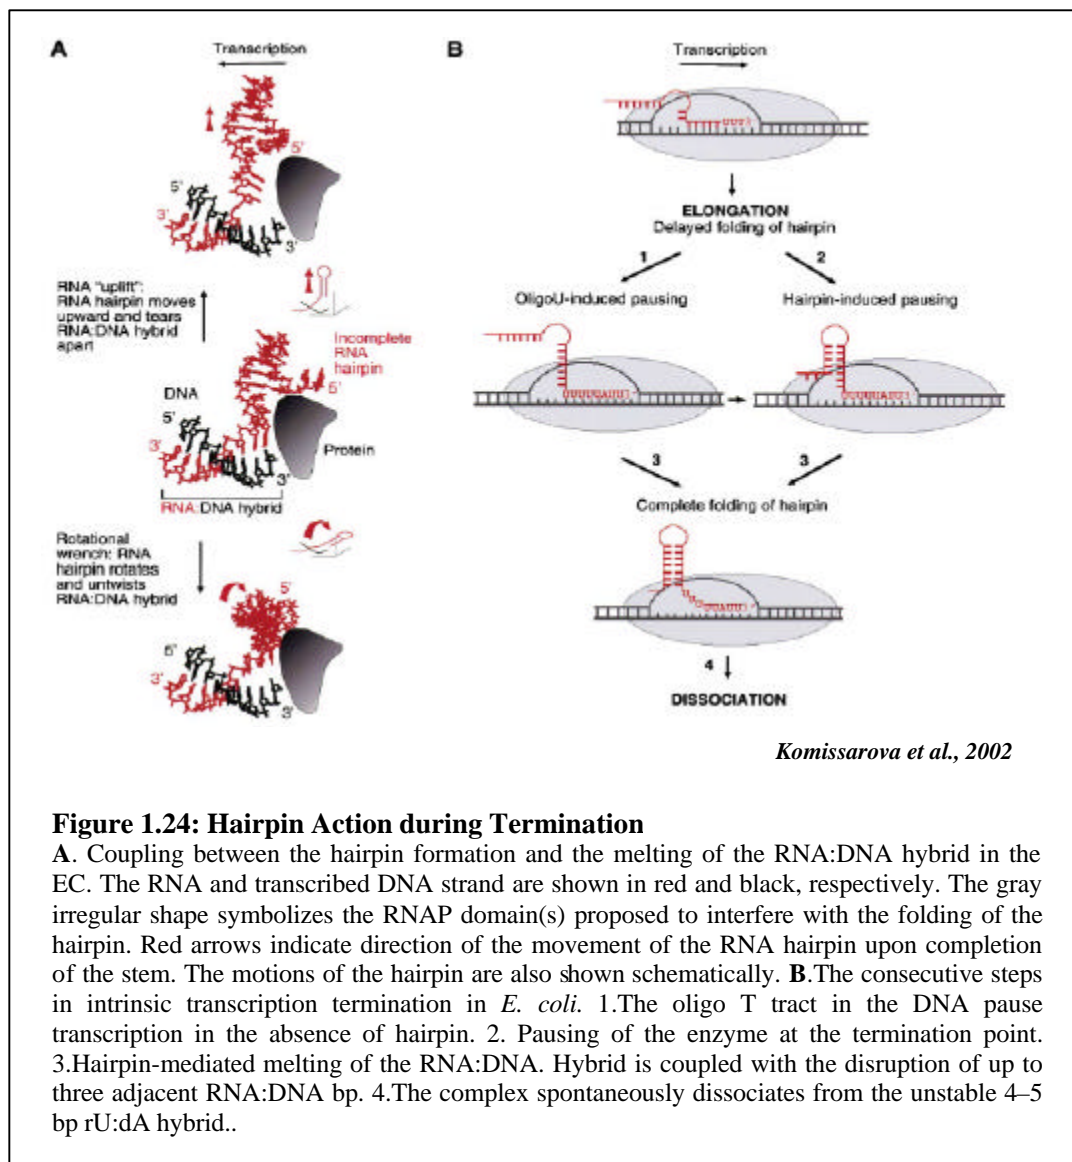 A
Transcription
5'
5'
3'
3'
RNA "uplift":
RNA hairpin moves
upward and tears
RNA:DNA hybrid
apart
Incomplete
RNA
hairpin
5'
DNA
5'
3'
Protein
3'
RNA:DNA hybrid
Rotational
wrench: RNA
hairpin rotates
and untwists
RNA:DNA hybrid
5'
5'
3'
3'
B
Transcription
ELONGATION
Delayed folding of hairpin
1
2
OligoU-induced pausing
Hairpin-induced pausing
3
3
Complete folding of hairpin
4
DISSOCIATION
Komissarova et al., 2002
Figure 1.24: Hairpin Action during Termination
A. Coupling between the hairpin formation and the melting of the RNA:DNA hybrid in the
EC. The RNA and transcribed DNA strand are shown in red and black, respectively. The gray
irregular shape symbolizes the RNAP domain(s) proposed to interfere with the folding of the
hairpin. Red arrows indicate direction of the movement of the RNA hairpin upon completion
of the stem. The motions of the hairpin are also shown schematically. B.The consecutive steps
in intrinsic transcription termination in E. coli. 1.The oligo T tract in the DNA pause
transcription in the absence of hairpin. 2. Pausing of the enzyme at the termination point.
3.Hairpin-mediated melting of the RNA:DNA. Hybrid is coupled with the disruption of up to
three adjacent RNA:DNA bp. 4.The complex spontaneously dissociates from the unstable 4–5
bp rU:dA hybrid..